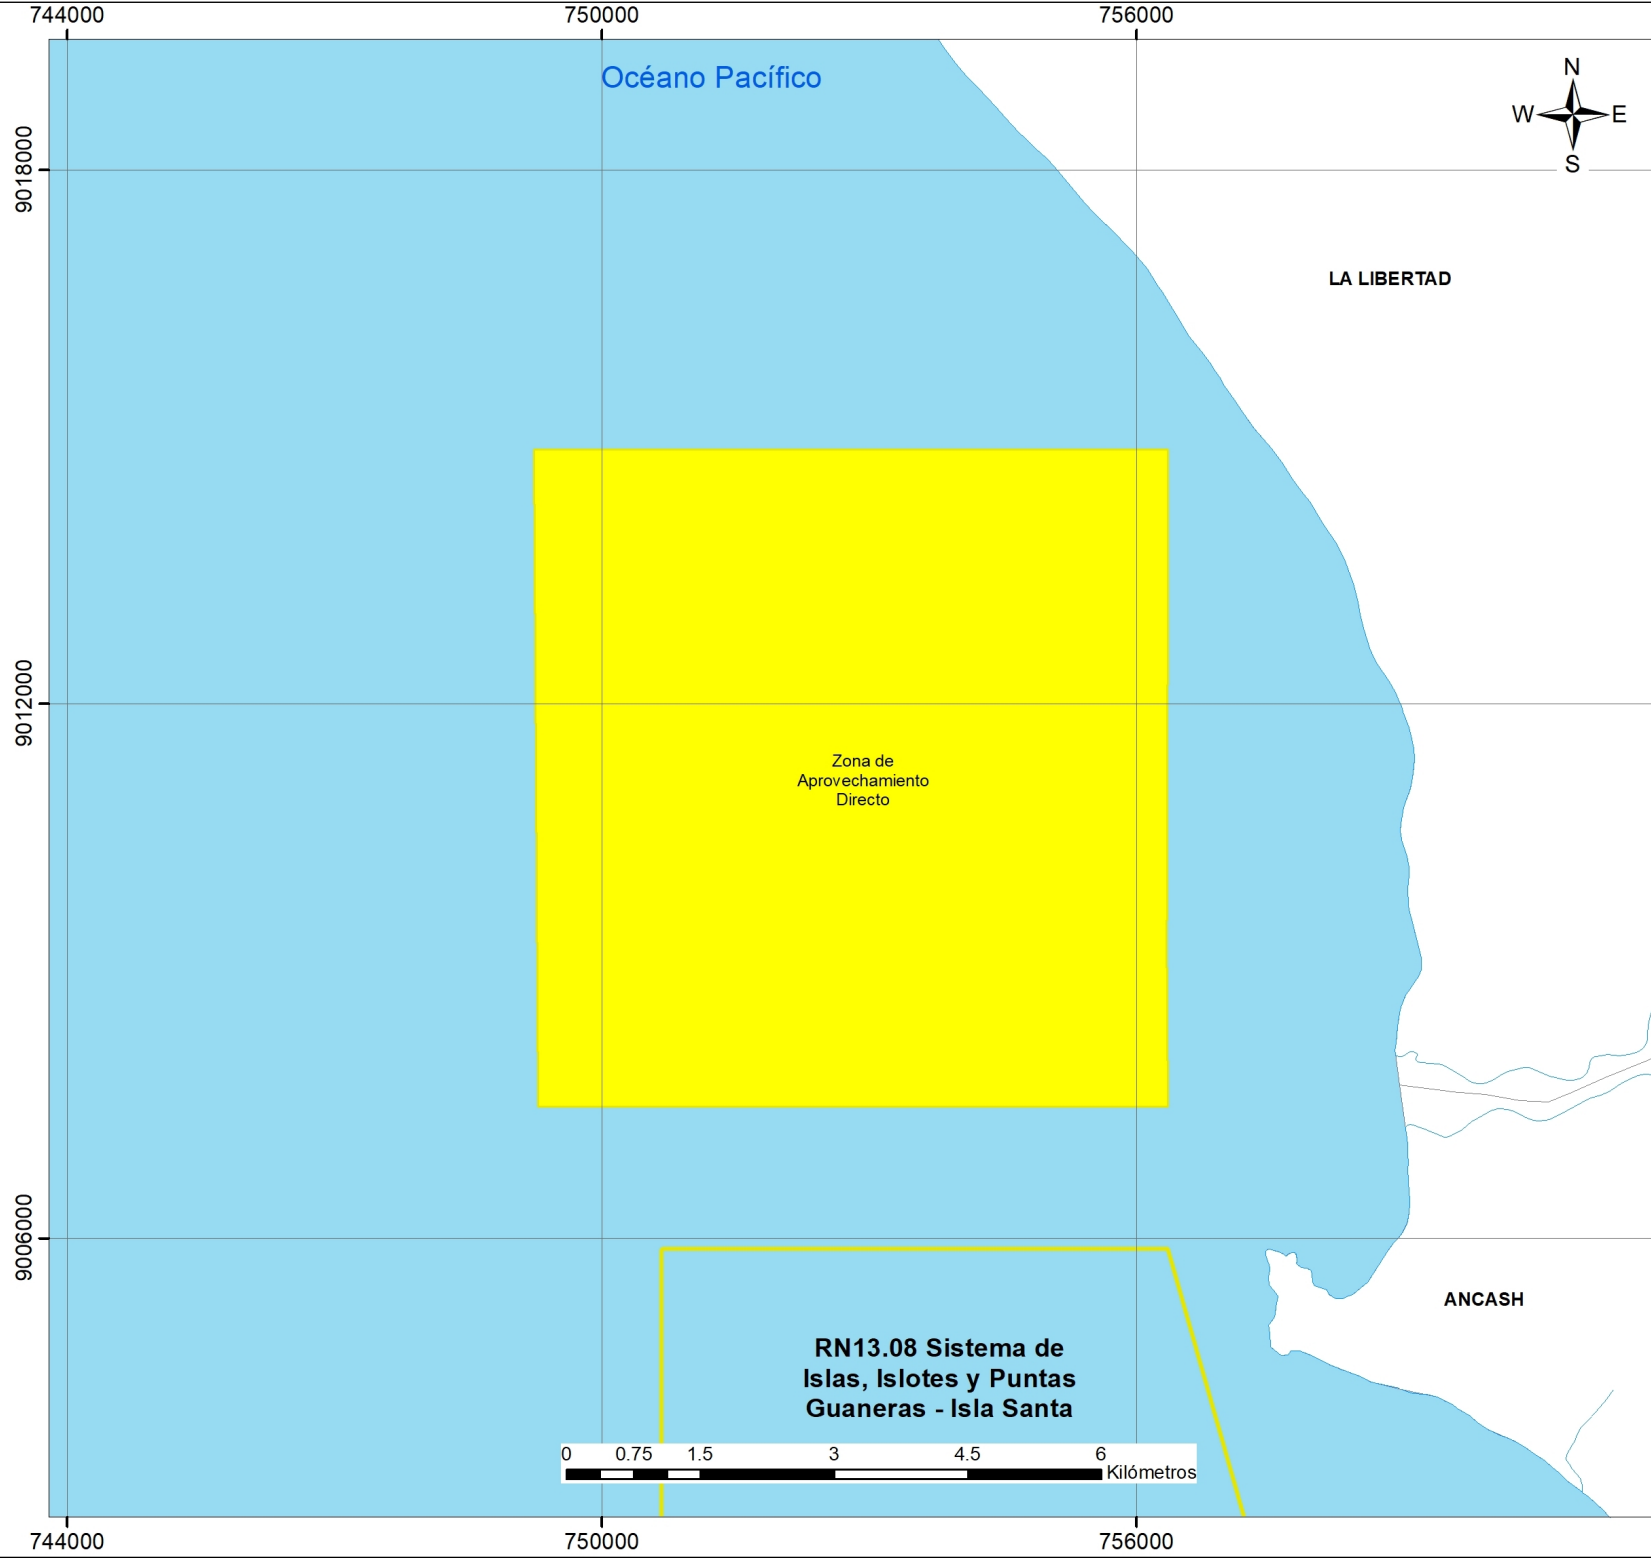 744000
750000
756000
Océano Pacífico
N
W
E
S
9018000
LA LIBERTAD
9012000
Zona de
Aprovechamiento
Directo
9006000
ANCASH
RN13.08 Sistema de
Islas, Islotes y Puntas
Guaneras - Isla Santa
0 0.75 1.5 3 4.5 6
Kilómetros
744000
750000
756000